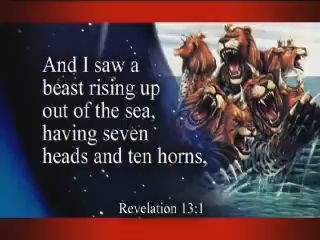 And I saw a
beast rising up
out of the sea,
having seven
heads and ten horns,
Revelation 13:1